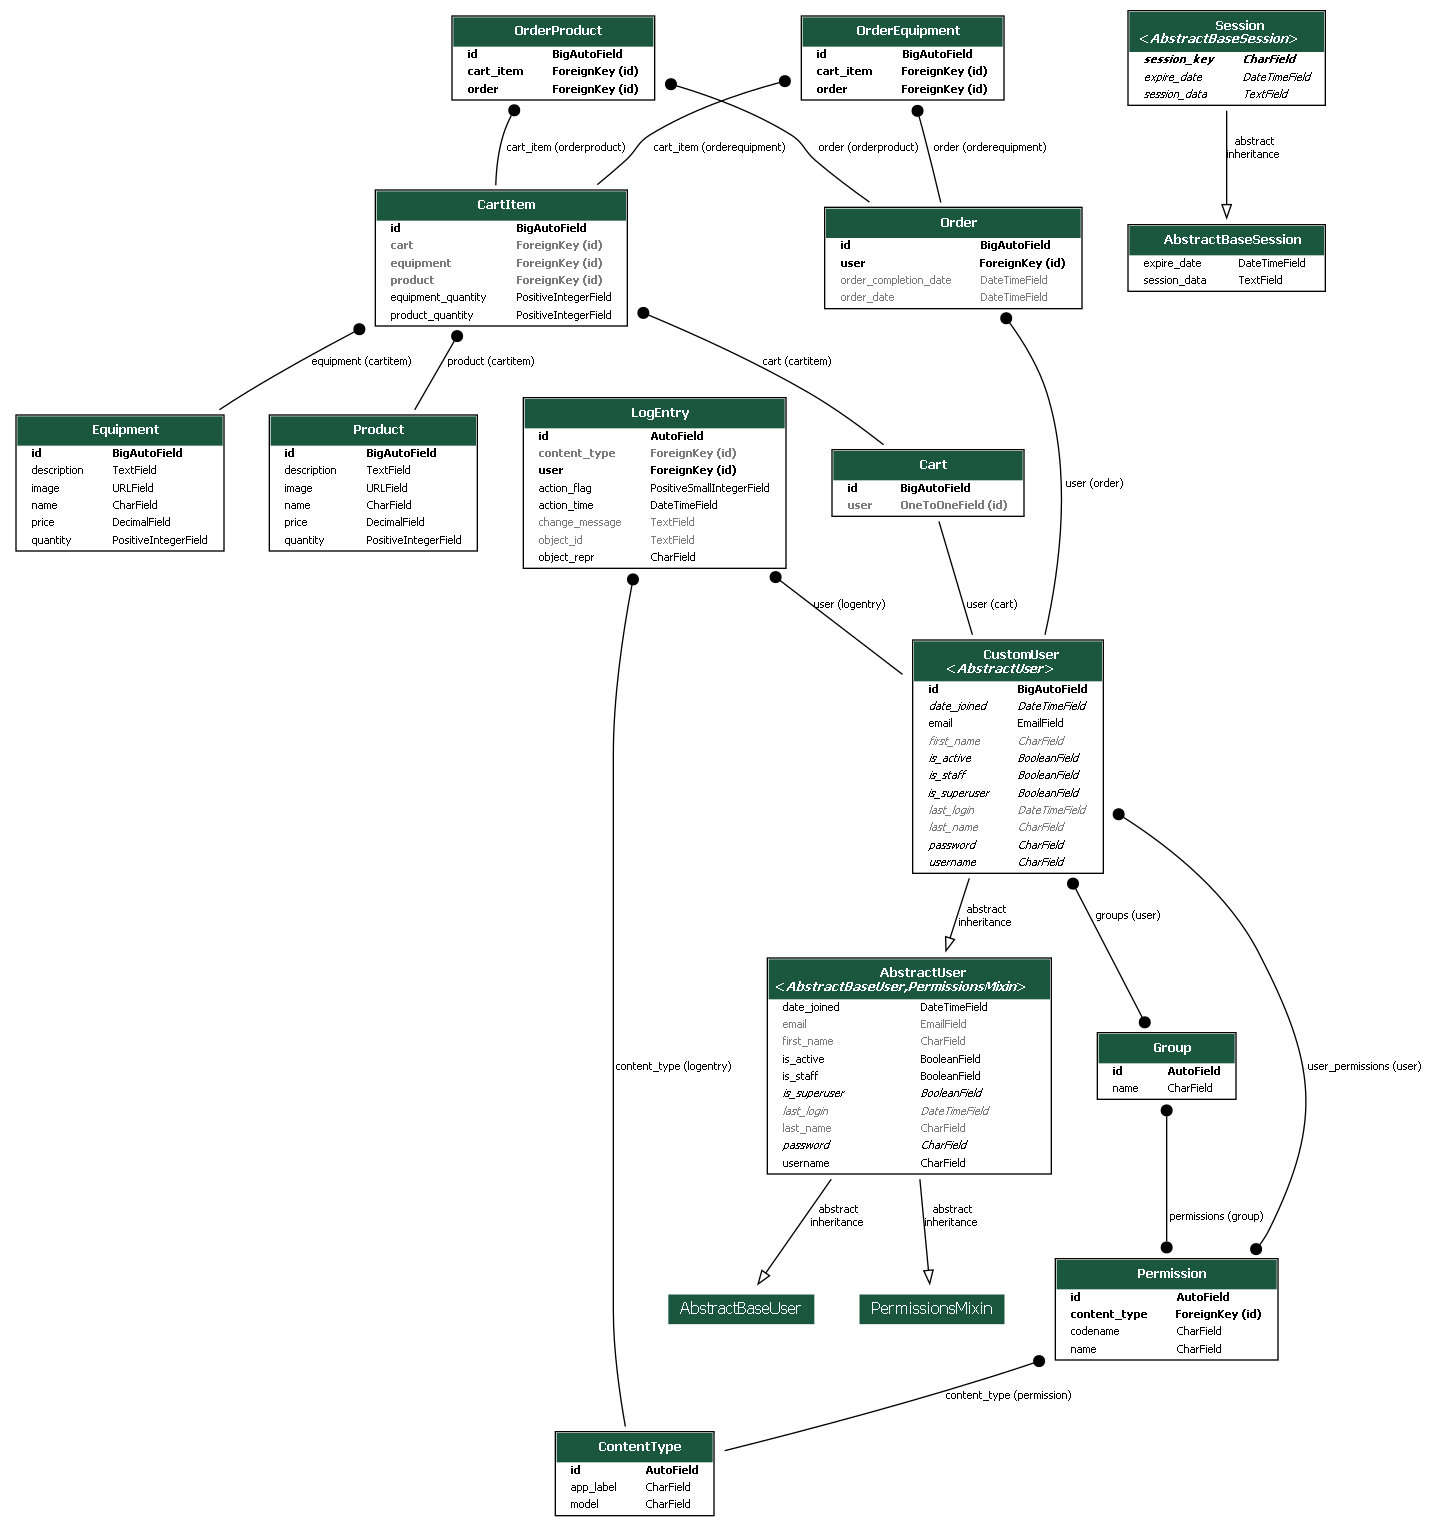 OrderProduct
id BigAutoField
cart_item ForeignKey (id)
order ForeignKey (id)
OrderEquipment
id BigAutoField
cart_item ForeignKey (id)
order ForeignKey (id)
Session
<AbstractBaseSession>
session_key CharField
expire_date DateTimeField
session_data TextField
cart_item (orderproduct)
cart_item (orderequipment)
order (orderproduct)
order (orderequipment)
abstract
inheritance
CartItem
id BigAutoField
cart ForeignKey (id)
equipment ForeignKey (id)
product ForeignKey (id)
equipment_quantity PositiveIntegerField
product_quantity PositiveIntegerField
Order
id BigAutoField
user ForeignKey (id)
order_completion_date DateTimeField
order_date DateTimeField
AbstractBaseSession
expire_date DateTimeField
session_data TextField
equipment (cartitem)
product (cartitem)
cart (cartitem)
Equipment
id BigAutoField
description TextField
image URLField
name CharField
price DecimalField
quantity PositiveIntegerField
Product
id BigAutoField
description TextField
image URLField
name CharField
price DecimalField
quantity PositiveIntegerField
LogEntry
id AutoField
content_type ForeignKey (id)
user ForeignKey (id)
action_flag PositiveSmallIntegerField
action_time DateTimeField
change_message TextField
object_id TextField
object_repr CharField
Cart
id BigAutoField
user OneToOneField (id)
user (order)
user (logentry)
user (cart)
CustomUser
<AbstractUser>
id BigAutoField
date_joined DateTimeField
email EmailField
first_name CharField
is_active BooleanField
is_staff BooleanField
is_superuser BooleanField
last_login DateTimeField
last_name CharField
password CharField
username CharField
abstract
inheritance
groups (user)
AbstractUser
<AbstractBaseUser,PermissionsMixin>
date_joined DateTimeField
email EmailField
first_name CharField
is_active BooleanField
is_staff BooleanField
is_superuser BooleanField
last_login DateTimeField
last_name CharField
password CharField
username CharField
Group
id AutoField
name CharField
content_type (logentry)
user_permissions (user)
abstract
inheritance
abstract
inheritance
permissions (group)
AbstractBaseUser
PermissionsMixin
Permission
id AutoField
content_type ForeignKey (id)
codename CharField
name CharField
content_type (permission)
ContentType
id AutoField
app_label CharField
model CharField